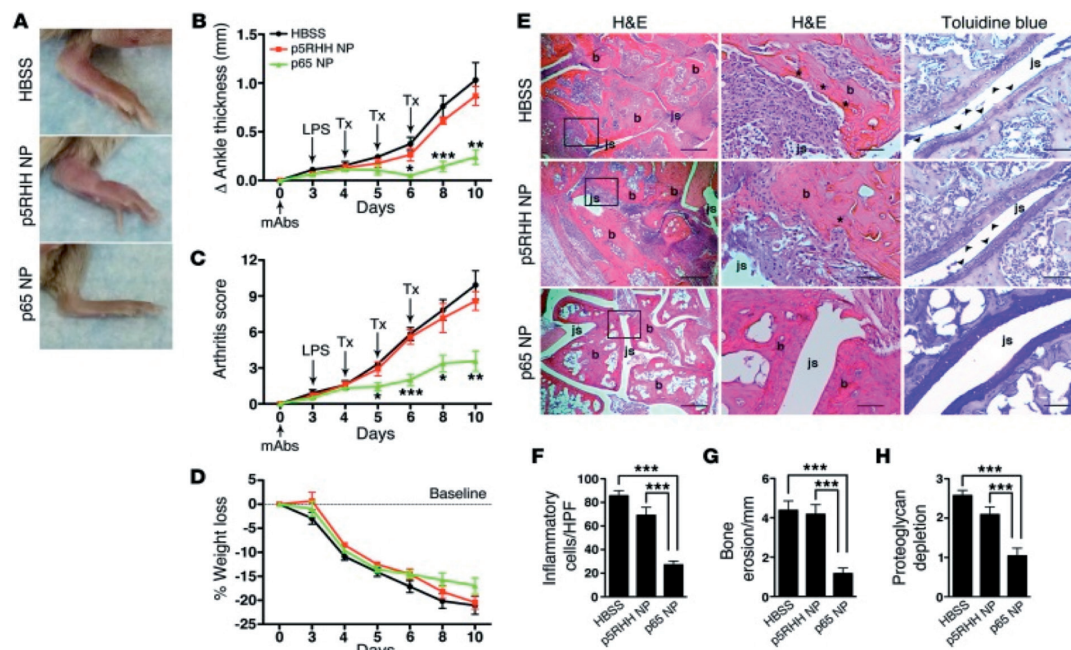 A
HBSS
p5RHH NP
p65 NP
B
HBSS
p5RHH NP
p65 NP
Δ Ankle thickness (mm)
1.5
1.0
0.5
0.0
LPS
Tx
Tx
Tx
*
***
**
0 3 4 5 6 8 10
mAbs
Days
C
Arthritis score
12
9
6
3
0
LPS
Tx
Tx
Tx
*
***
*
**
0 3 4 5 6 8 10
mAbs
Days
D
% Weight loss
5
0
-5
-10
-15
-20
-25
Baseline
0 3 4 5 6 8 10
Days
E
H&E
H&E
Toluidine blue
HBSS
b
b
b
js
b
*
*
b
js
js
p5RHH NP
js
b
b
b
js
b
*
js
js
p65 NP
js
b
b
js
b
b
js
b
js
F
Inflammatory
cells/HPF
100
80
60
40
20
0
***
***
HBSS
p5RHH NP
p65 NP
G
Bone
erosion/mm
6
4
2
0
***
***
HBSS
p5RHH NP
p65 NP
H
Proteoglycan
depletion
3
2
1
0
***
***
HBSS
p5RHH NP
p65 NP